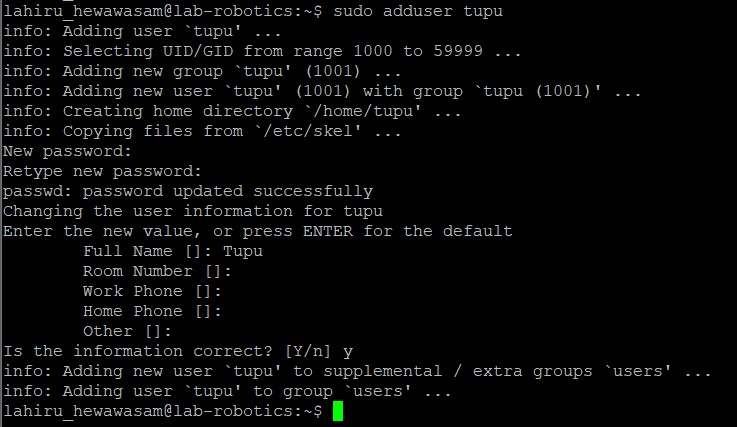 lahiru_hewawasam@lab-robotics:~$ sudo adduser tupu
info: Adding user `tupu' ...
info: Selecting UID/GID from range 1000 to 59999 ...
info: Adding new group `tupu' (1001) ...
info: Adding new user `tupu' (1001) with group `tupu (1001)' ...
info: Creating home directory `/home/tupu' ...
info: Copying files from `/etc/skel' ...
New password:
Retype new password:
passwd: password updated successfully
Changing the user information for tupu
Enter the new value, or press ENTER for the default
        Full Name []: Tupu
        Room Number []:
        Work Phone []:
        Home Phone []:
        Other []:
Is the information correct? [Y/n] y
info: Adding new user `tupu' to supplemental / extra groups `users' ...
info: Adding user `tupu' to group `users' ...
lahiru_hewawasam@lab-robotics:~$